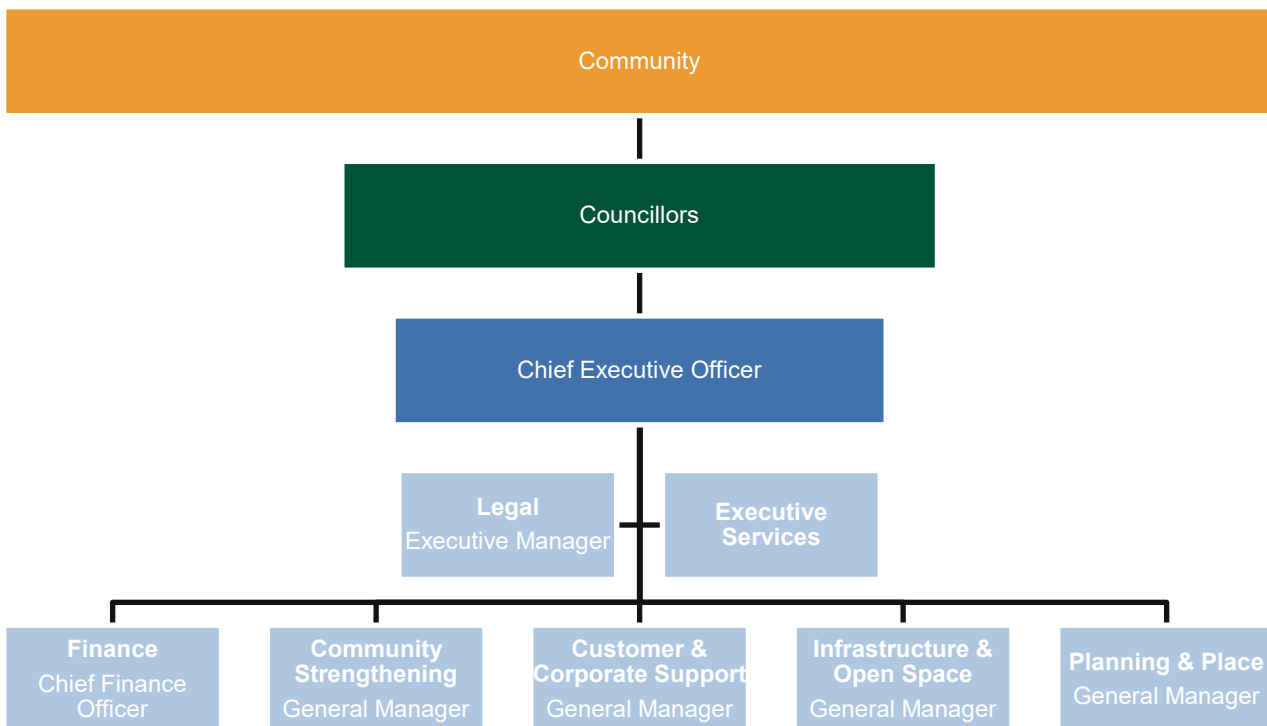 Community
Councillors
Chief Executive Officer
Legal
Executive Manager
Executive
Services
Finance
Chief Finance
Officer
Community
Strengthening
General Manager
Customer &
Corporate Support
General Manager
Infrastructure &
Open Space
General Manager
Planning & Place
General Manager